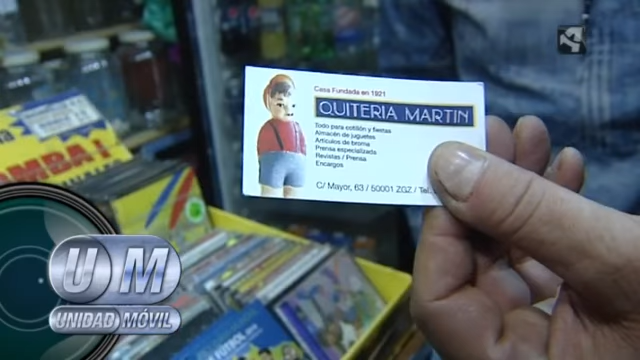 Casa Fundada en 1921
QUITERIA MARTIN
Todo para cotillón y fiestas
Almacén de juguetes
Artículos de broma
Prensa especializada
Revistas / Prensa
Encargos
C/ Mayor, 63 / 50001 ZGZ / Tel.
OMBA!
UM
UNIDAD MÓVIL